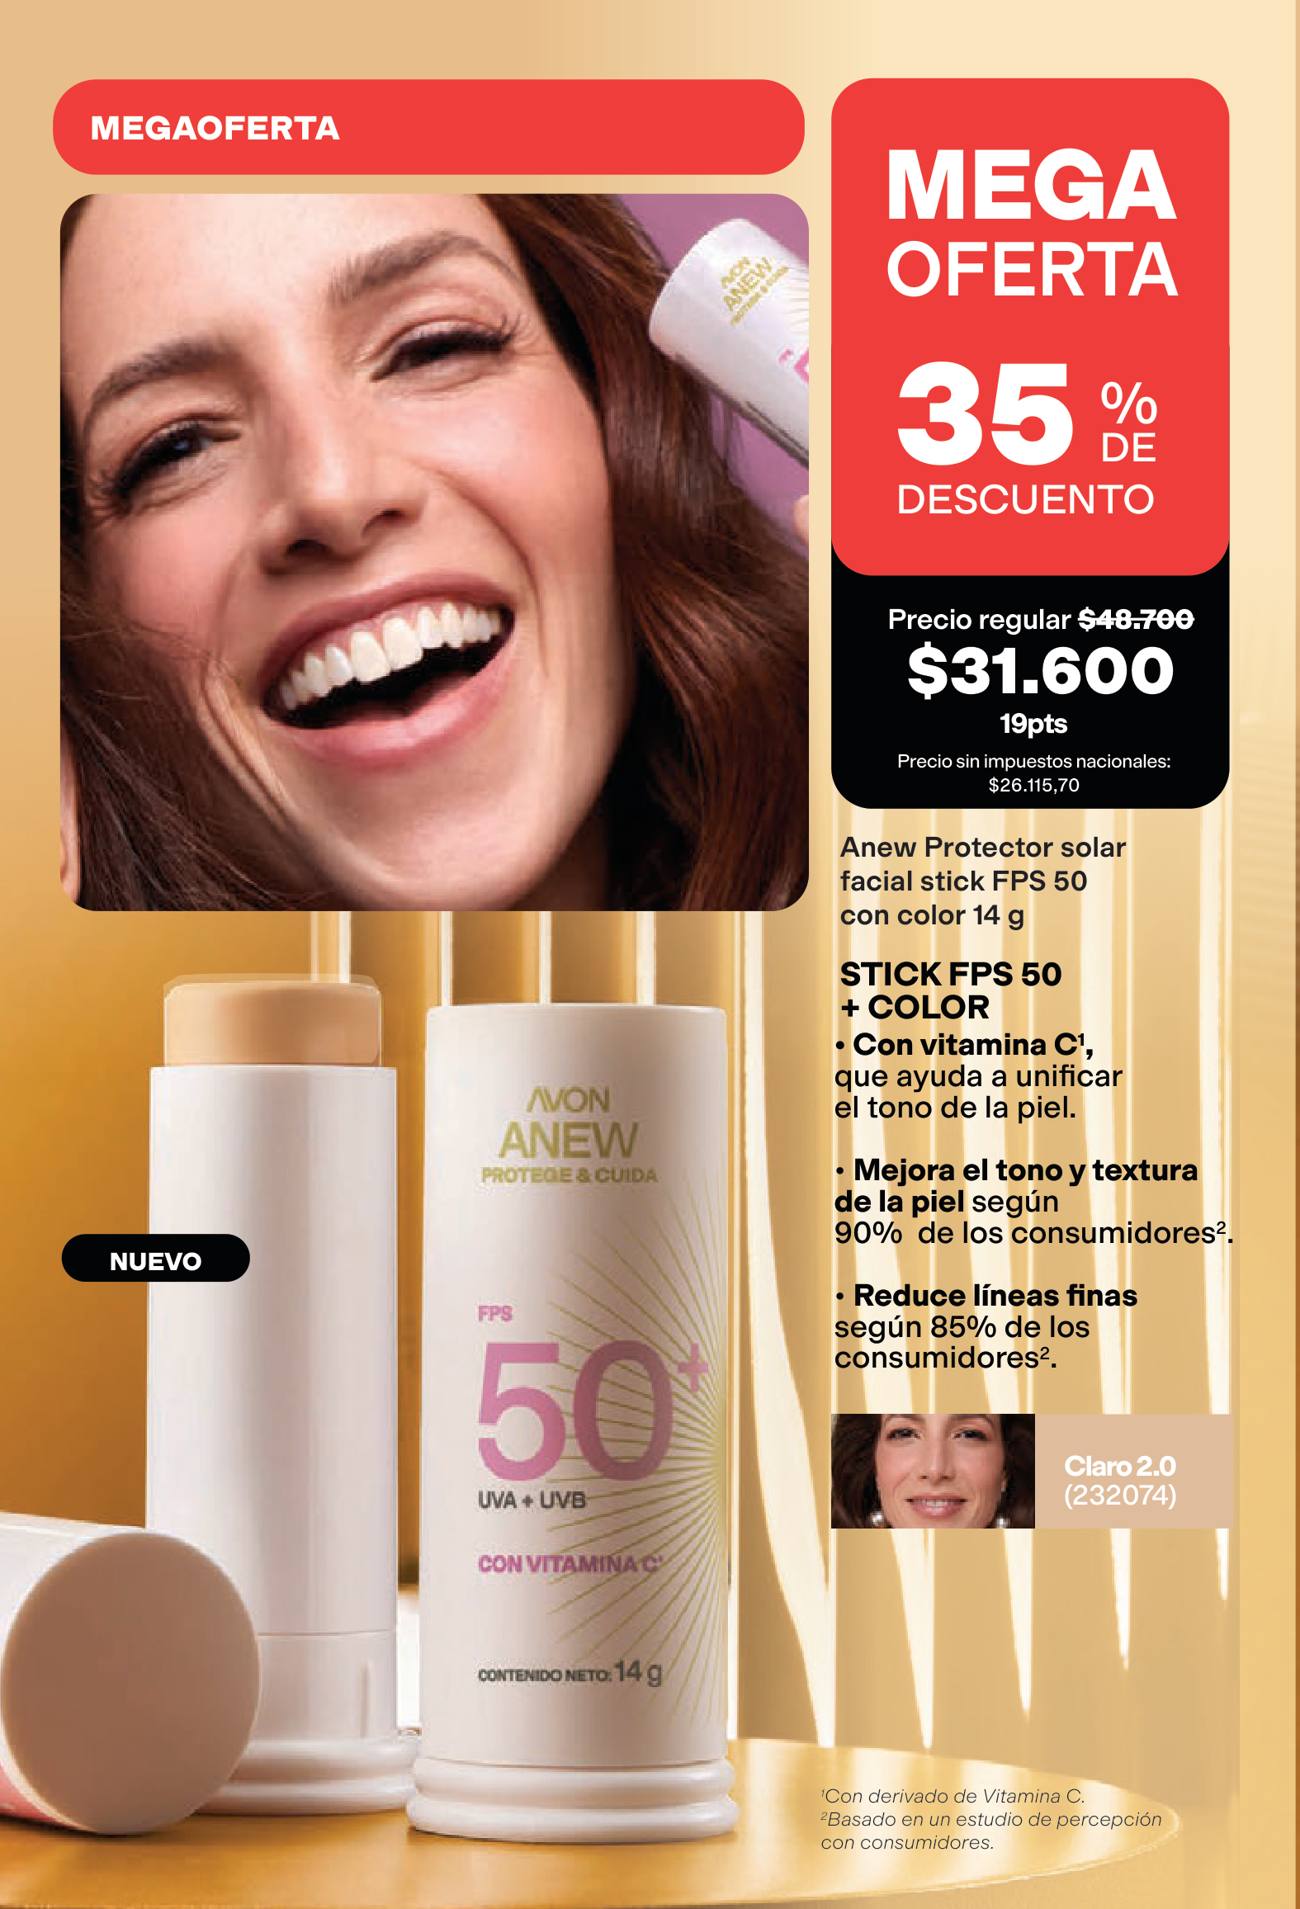 MEGAOFERTA
MEGA
OFERTA
35 %
DE
DESCUENTO
Precio regular $48.700
$31.600
19pts
Precio sin impuestos nacionales:
$26.115,70
AVON
ANEW
PROTEGE & CUIDA
Anew Protector solar
facial stick FPS 50
con color 14 g
STICK FPS 50
+ COLOR
• Con vitamina C¹,
que ayuda a unificar
el tono de la piel.
• Mejora el tono y textura
de la piel según
90% de los consumidores².
• Reduce líneas finas
según 85% de los
consumidores².
Claro 2.0
(232074)
NUEVO
AVON
ANEW
PROTEGE & CUIDA
FPS
50+
UVA + UVB
CON VITAMINA C¹
CONTENIDO NETO: 14 g
¹Con derivado de Vitamina C.
²Basado en un estudio de percepción
con consumidores.